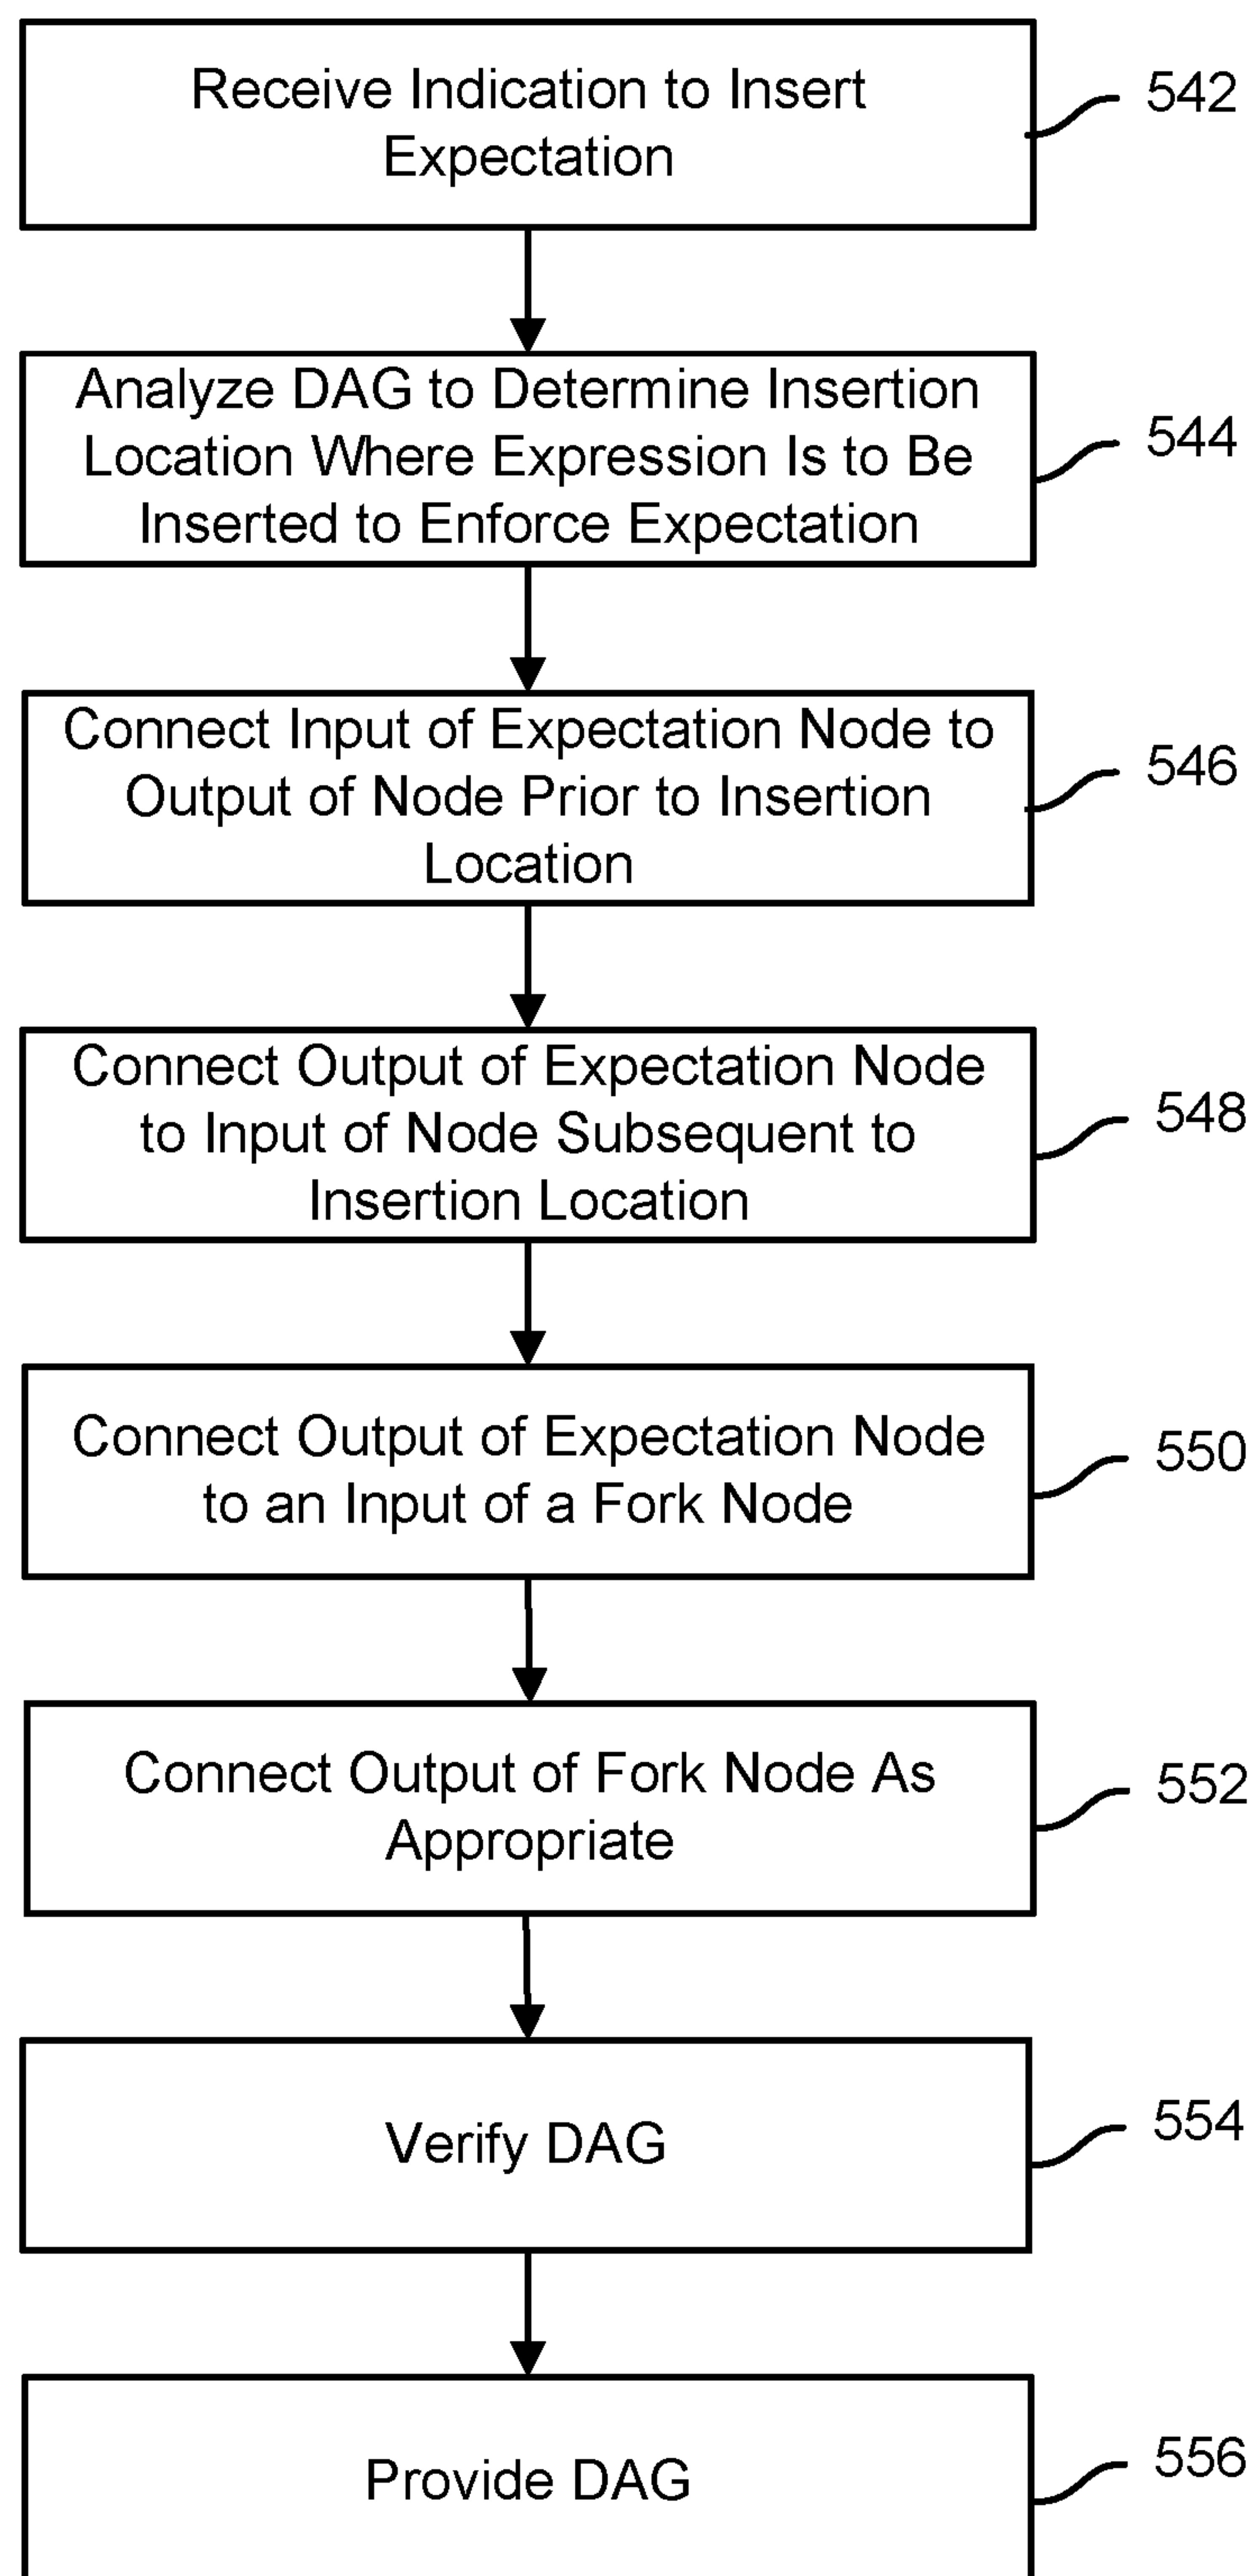 Receive Indication to Insert
Expectation
542
Analyze DAG to Determine Insertion
Location Where Expression Is to Be
Inserted to Enforce Expectation
544
Connect Input of Expectation Node to
Output of Node Prior to Insertion
Location
546
Connect Output of Expectation Node
to Input of Node Subsequent to
Insertion Location
548
Connect Output of Expectation Node
to an Input of a Fork Node
550
Connect Output of Fork Node As
Appropriate
552
Verify DAG
554
Provide DAG
556